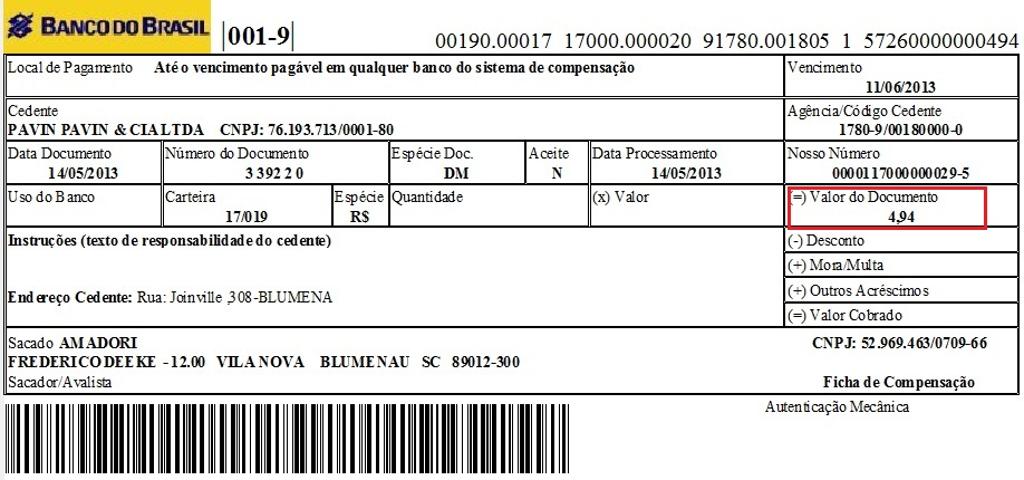 BANCO DO BRASIL |001-9| 00190.00017 17000.000020 91780.001805 1 57260000000494
Local de Pagamento Até o vencimento pagável em qualquer banco do sistema de compensação
Vencimento
11/06/2013
Cedente
PAVIN PAVIN & CIA LTDA CNPJ: 76.193.713/0001-80
Agência/Código Cedente
1780-9/00180000-0
Data Documento
14/05/2013
Número do Documento
3 392 2 0
Espécie Doc.
DM
Aceite
N
Data Processamento
14/05/2013
Nosso Número
0000117000000029-5
Uso do Banco
Carteira
17/019
Espécie
R$
Quantidade
(x) Valor
(=) Valor do Documento
4,94
Instruções (texto de responsabilidade do cedente)
(-) Desconto
(+) Mora/Multa
(+) Outros Acréscimos
(=) Valor Cobrado
Endereço Cedente: Rua: Joinville ,308-BLUMENA
Sacado AMADORI CNPJ: 52.969.463/0709-66
FREDERICO DEEKE - 12.00 VILA NOVA BLUMENAU SC 89012-300
Sacador/Avalista Ficha de Compensação
Autenticação Mecânica